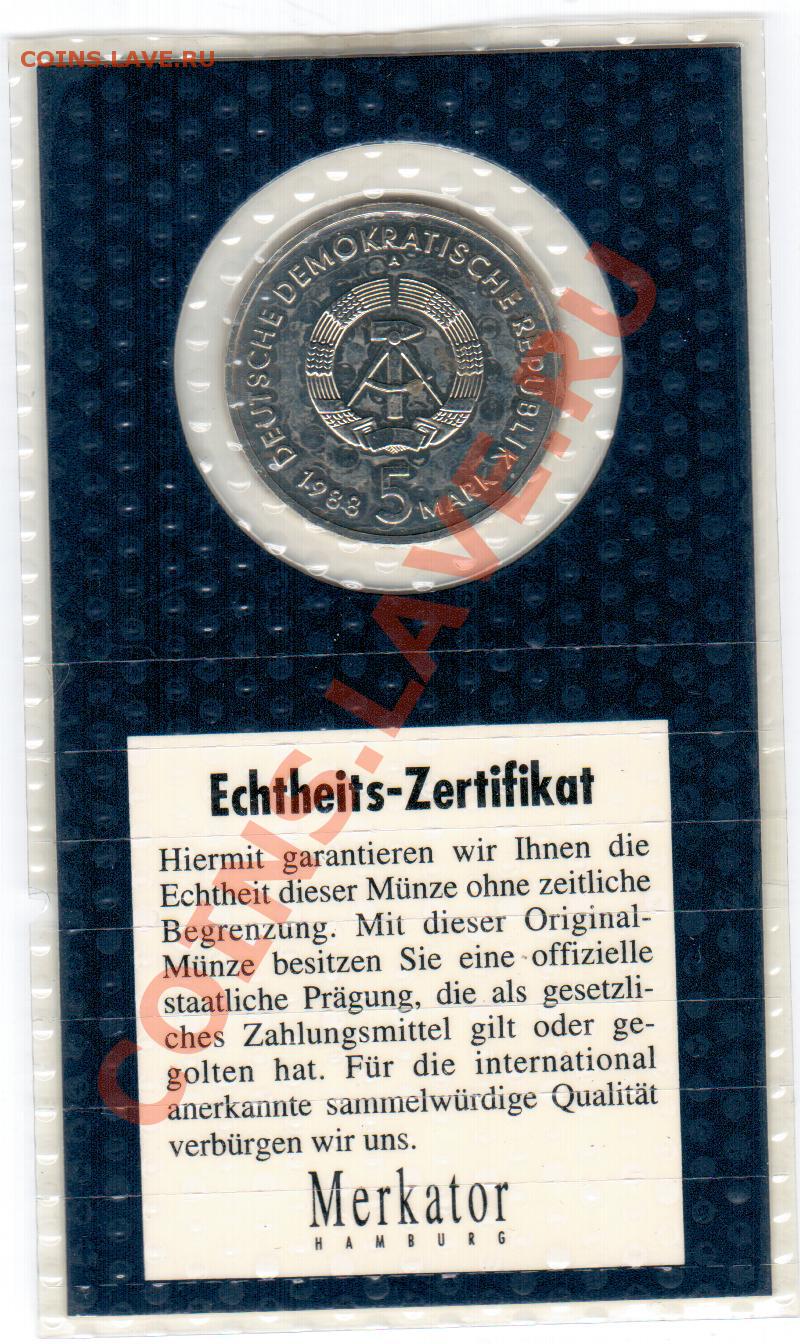 COINS.LAVE.RU
DEUTSCHE DEMOKRATISCHE REPUBLIK
A
1988 5 MARK
COINS.LAVE.RU
Echtheits-Zertifikat
Hiermit garantieren wir Ihnen die
Echtheit dieser Münze ohne zeitliche
Begrenzung. Mit dieser Original-
Münze besitzen Sie eine offizielle
staatliche Prägung, die als gesetzli-
ches Zahlungsmittel gilt oder ge-
golten hat. Für die international
anerkannte sammelwürdige Qualität
verbürgen wir uns.
Merkator
HAMBURG